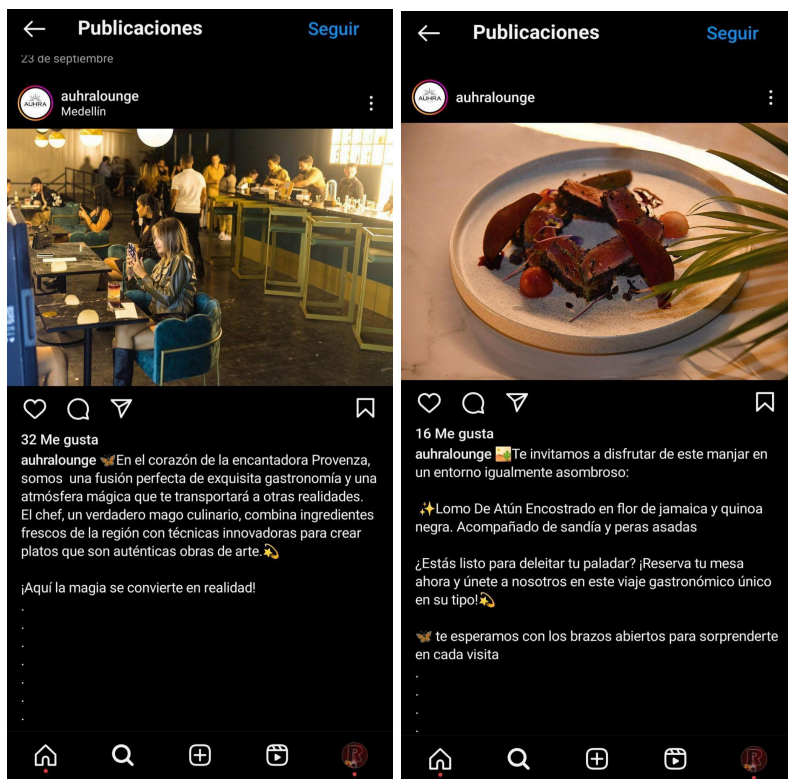 Publicaciones
Seguir
23 de septiembre
AUHRA
auhralounge
Medellín
32 Me gusta
auhralounge 🦋En el corazón de la encantadora Provenza,
somos una fusión perfecta de exquisita gastronomía y una
atmósfera mágica que te transportará a otras realidades.
El chef, un verdadero mago culinario, combina ingredientes
frescos de la región con técnicas innovadoras para crear
platos que son auténticas obras de arte.💫
¡Aquí la magia se convierte en realidad!
.
.
.
.
.
.
Publicaciones
Seguir
AUHRA
auhralounge
16 Me gusta
auhralounge 🏜️Te invitamos a disfrutar de este manjar en
un entorno igualmente asombroso:
✨Lomo De Atún Encostrado en flor de jamaica y quinoa
negra. Acompañado de sandía y peras asadas
¿Estás listo para deleitar tu paladar? ¡Reserva tu mesa
ahora y únete a nosotros en este viaje gastronómico único
en su tipo!💫
🦋 te esperamos con los brazos abiertos para sorprenderte
en cada visita
.
.
.
.